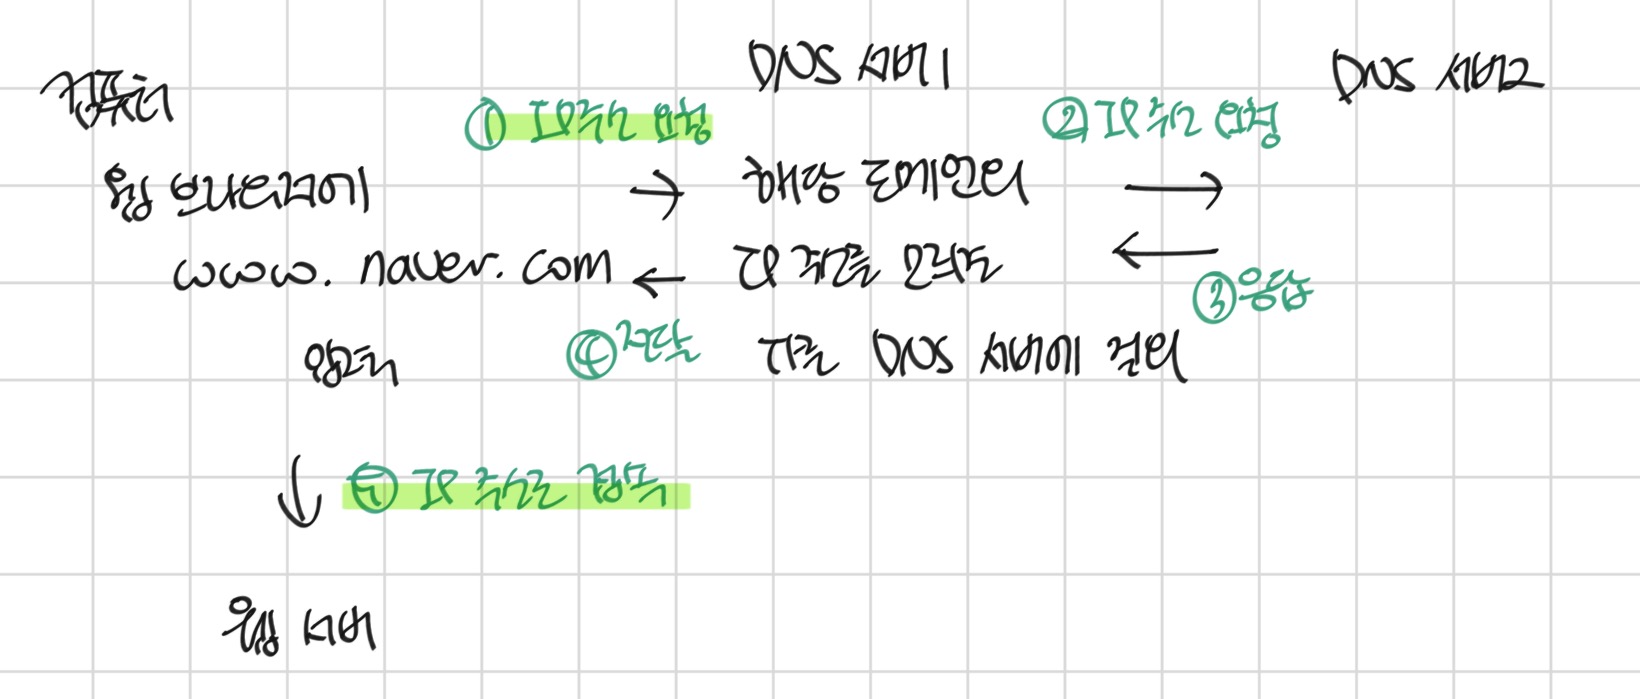 컴퓨터
DNS 서버1
DNS 서버2
① IP주소 요청
② IP 주소 요청
웹 브라우저에
→
해당 도메인의
→
www.naver.com
←
IP 주소를 모르면
←
③ 응답
입력
④ 전달
다른 DNS 서버에 질의
↓
⑤ IP 주소로 접속
웹 서버